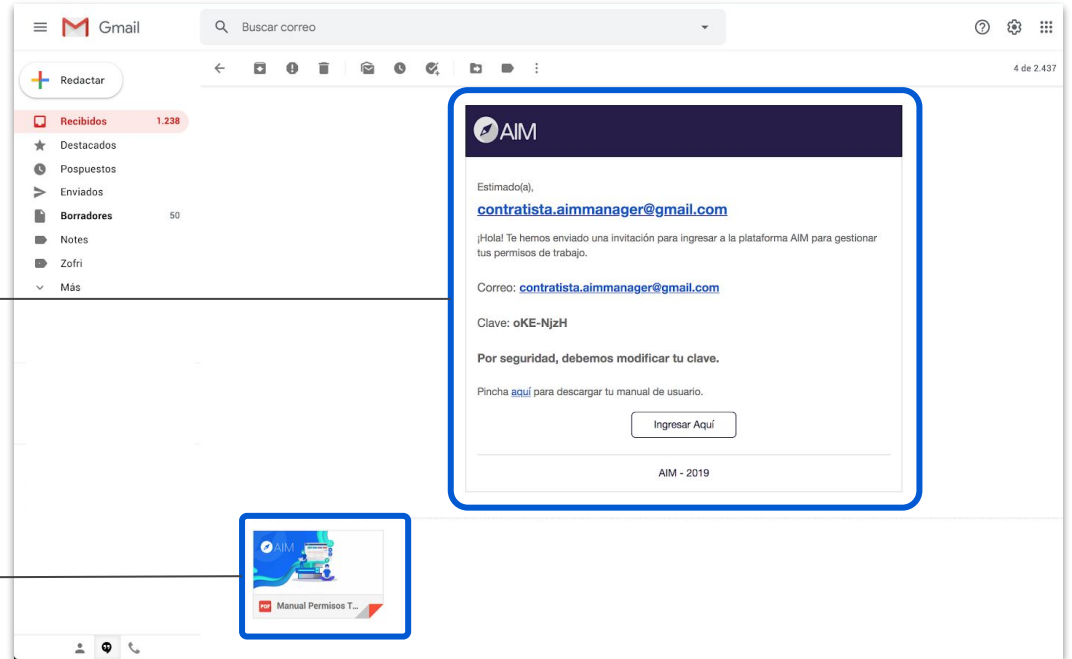 Gmail
Buscar correo
Redactar
4 de 2.437
Recibidos 1.238
Destacados
Pospuestos
Enviados
Borradores 50
Notes
Zofri
Más
AIM
Estimado(a),
contratista.aimmanager@gmail.com
¡Hola! Te hemos enviado una invitación para ingresar a la plataforma AIM para gestionar
tus permisos de trabajo.
Correo: contratista.aimmanager@gmail.com
Clave: oKE-NjzH
Por seguridad, debemos modificar tu clave.
Pincha aquí para descargar tu manual de usuario.
Ingresar Aquí
AIM - 2019
AIM
PDF Manual Permisos T...